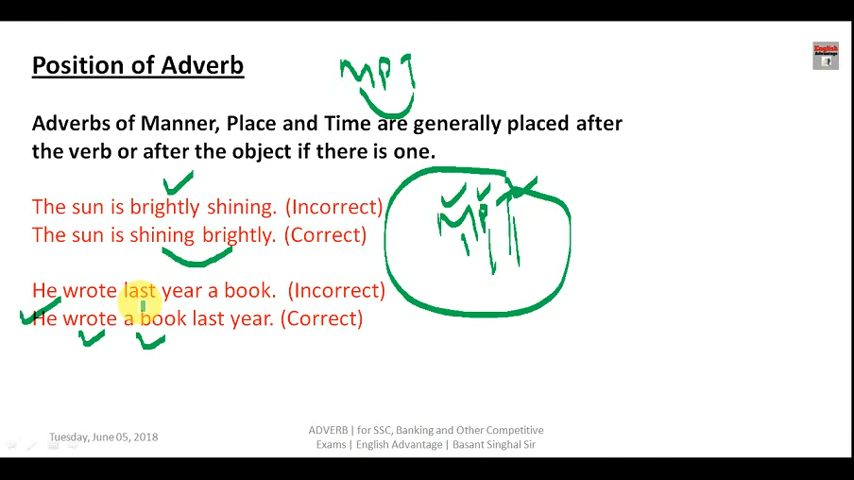 Position of Adverb
MPT
English
Advantage
Adverbs of Manner, Place and Time are generally placed after
the verb or after the object if there is one.
The sun is brightly shining. (Incorrect)
The sun is shining brightly. (Correct)
MPT
He wrote last year a book. (Incorrect)
He wrote a book last year. (Correct)
Tuesday, June 05, 2018
ADVERB | for SSC, Banking and Other Competitive
Exams | English Advantage | Basant Singhal Sir